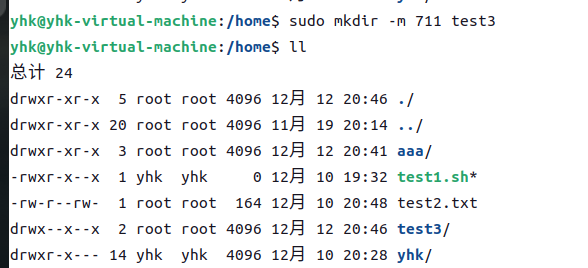 yhk@yhk-virtual-machine:/home$ sudo mkdir -m 711 test3
yhk@yhk-virtual-machine:/home$ ll
总计 24
drwxr-xr-x  5 root root 4096 12月 12 20:46 ./
drwxr-xr-x 20 root root 4096 11月 19 20:14 ../
drwxr-xr-x  3 root root 4096 12月 12 20:41 aaa/
-rwxr-x--x  1 yhk  yhk     0 12月 10 19:32 test1.sh*
-rw-r--rw-  1 root root  164 12月 10 20:48 test2.txt
drwx--x--x  2 root root 4096 12月 12 20:46 test3/
drwxr-x--- 14 yhk  yhk  4096 12月 10 20:28 yhk/